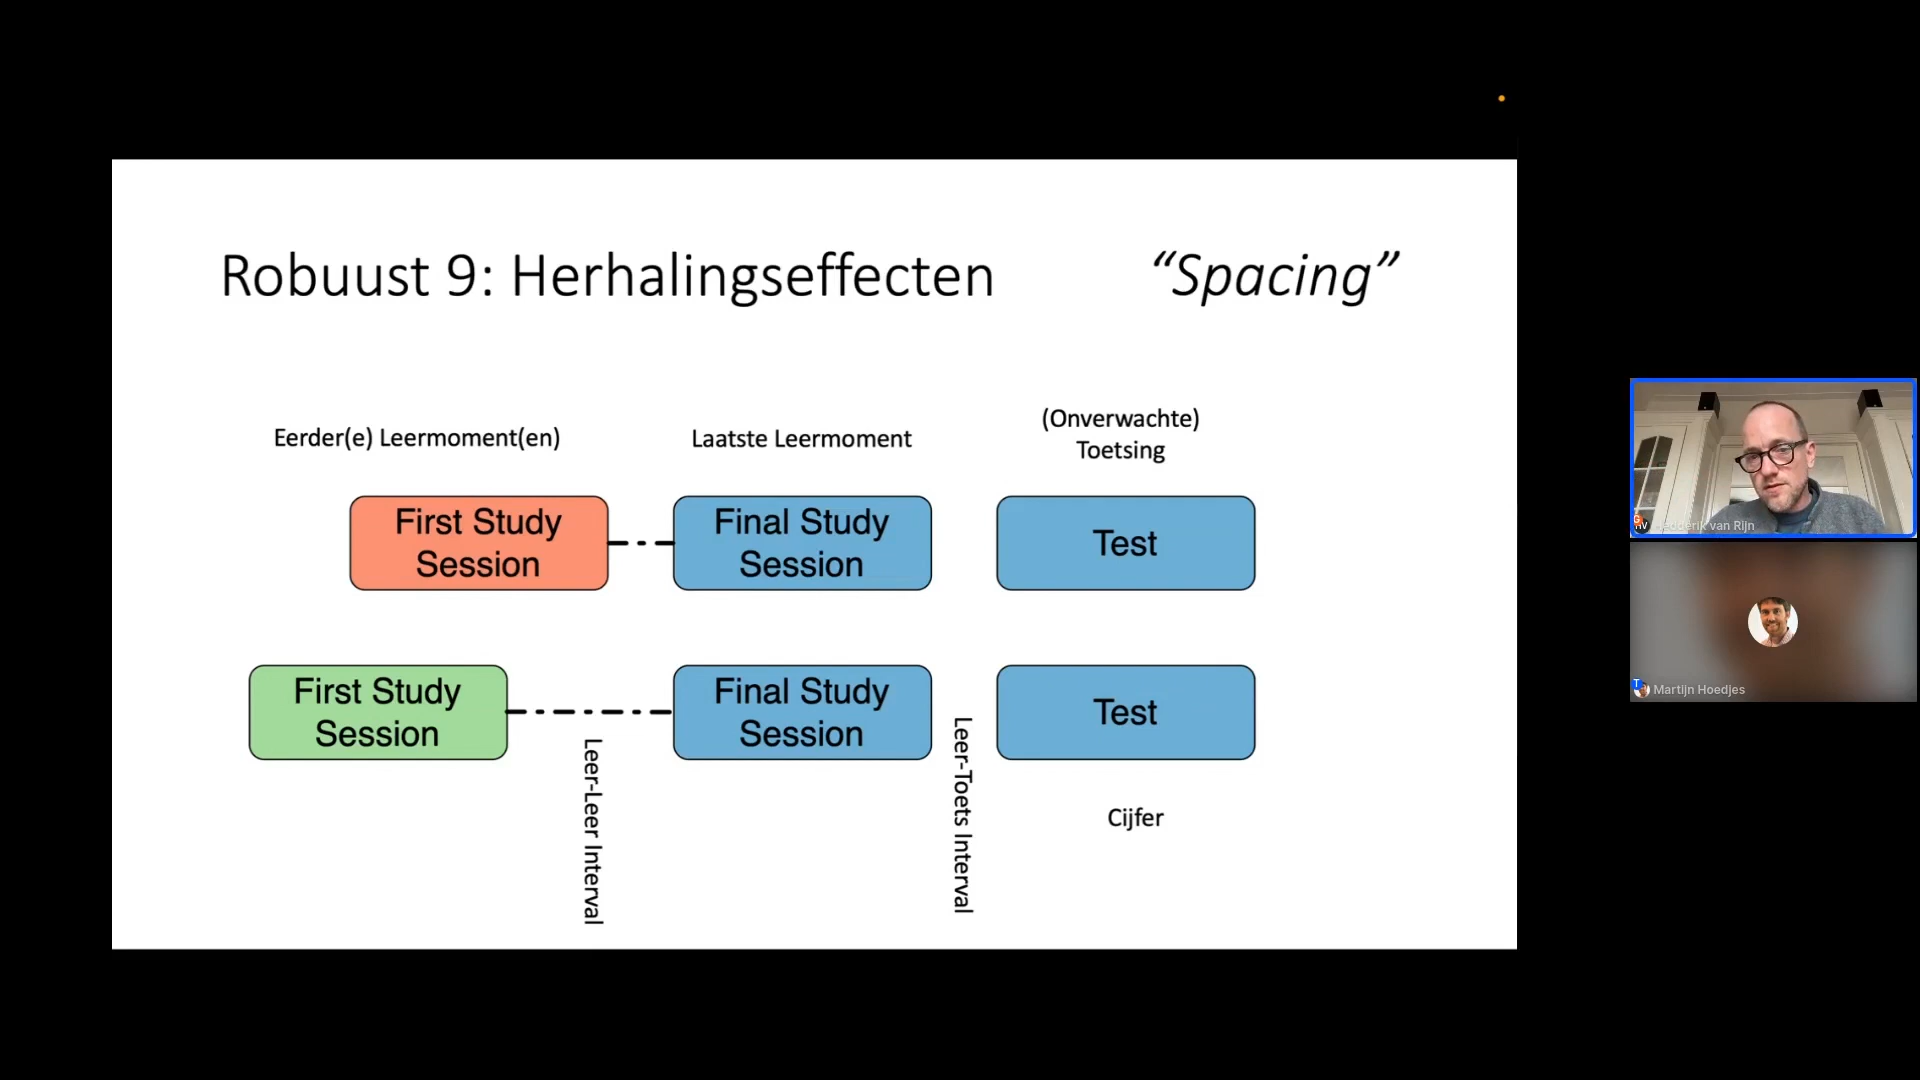 Robuust 9: Herhalingseffecten
“Spacing”
Eerder(e) Leermoment(en)
Laatste Leermoment
(Onverwachte)
Toetsing
First Study
Session
Final Study
Session
Test
First Study
Session
Final Study
Session
Test
Leer-Leer Interval
Leer-Toets Interval
Cijfer
van Rijn
Martijn Hoedjes